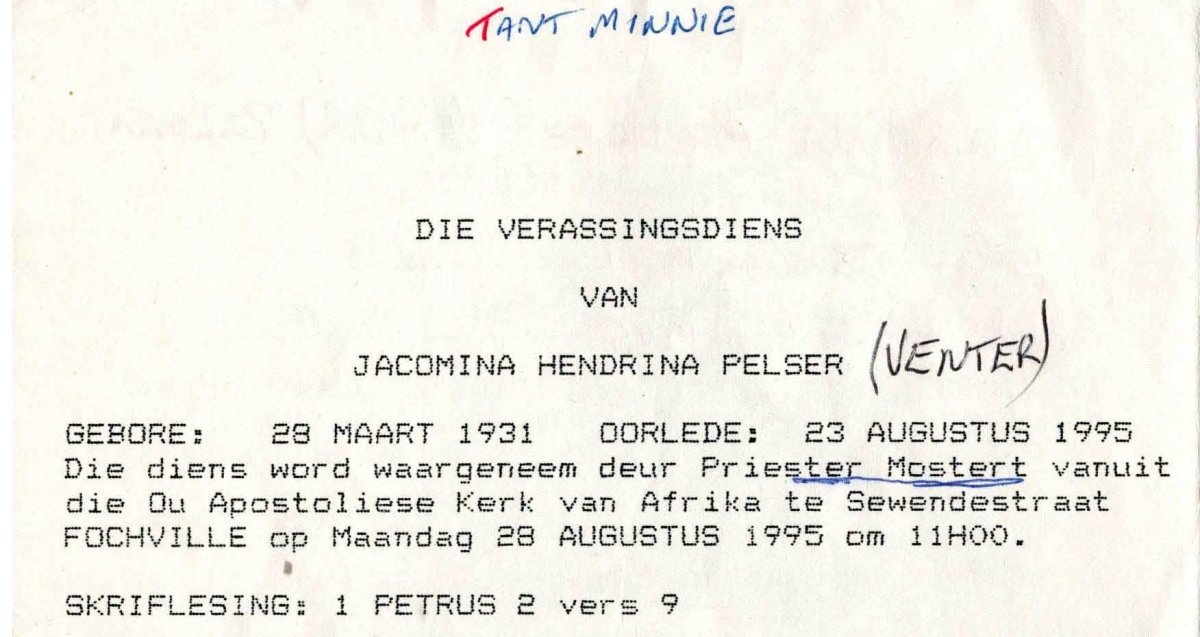 TANT MINNIE
DIE VERASSINGSDIENS
VAN
JACOMINA HENDRINA PELSER (VENTER)
GEBORE: 28 MAART 1931 OORLEDE: 23 AUGUSTUS 1995
Die diens word waargeneem deur Priester Mostert vanuit
die Ou Apostoliese Kerk van Afrika te Sewendestraat
FOCHVILLE op Maandag 28 AUGUSTUS 1995 om 11H00.
SKRIFLESING: 1 PETRUS 2 vers 9